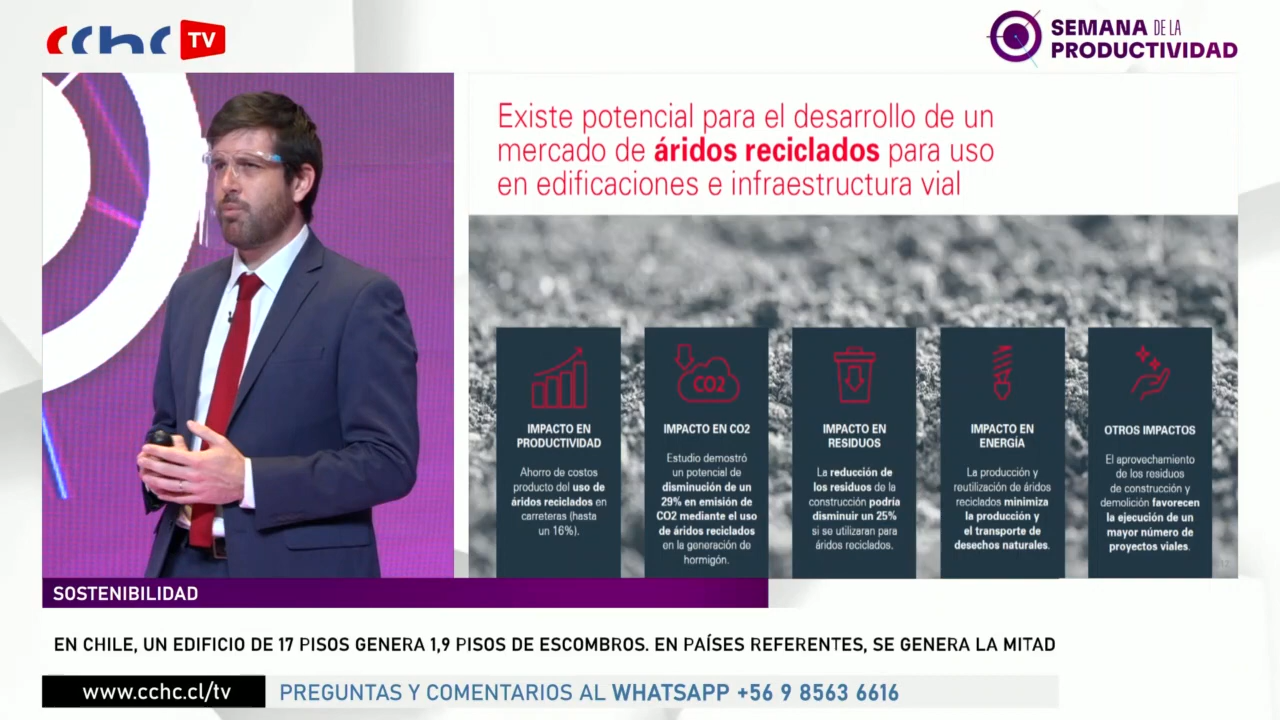 cchc TV
SEMANA DE LA
PRODUCTIVIDAD
Existe potencial para el desarrollo de un
mercado de áridos reciclados para uso
en edificaciones e infraestructura vial
IMPACTO EN
PRODUCTIVIDAD
Ahorro de costos
producto del uso de
áridos reciclados en
carreteras (hasta
un 16%).
CO2
IMPACTO EN CO2
Estudio demostró
un potencial de
disminución de un
29% en emisión de
CO2 mediante el uso
de áridos reciclados
en la generación de
hormigón.
IMPACTO EN
RESIDUOS
La reducción de
los residuos de la
construcción podría
disminuir un 25%
si se utilizaran para
áridos reciclados.
IMPACTO EN
ENERGÍA
La producción y
reutilización de áridos
reciclados minimiza
la producción y
el transporte de
desechos naturales.
OTROS IMPACTOS
El aprovechamiento
de los residuos
de construcción y
demolición favorecen
la ejecución de un
mayor número de
proyectos viales.
12
SOSTENIBILIDAD
EN CHILE, UN EDIFICIO DE 17 PISOS GENERA 1,9 PISOS DE ESCOMBROS. EN PAÍSES REFERENTES, SE GENERA LA MITAD
www.cchc.cl/tv
PREGUNTAS Y COMENTARIOS AL WHATSAPP +56 9 8563 6616